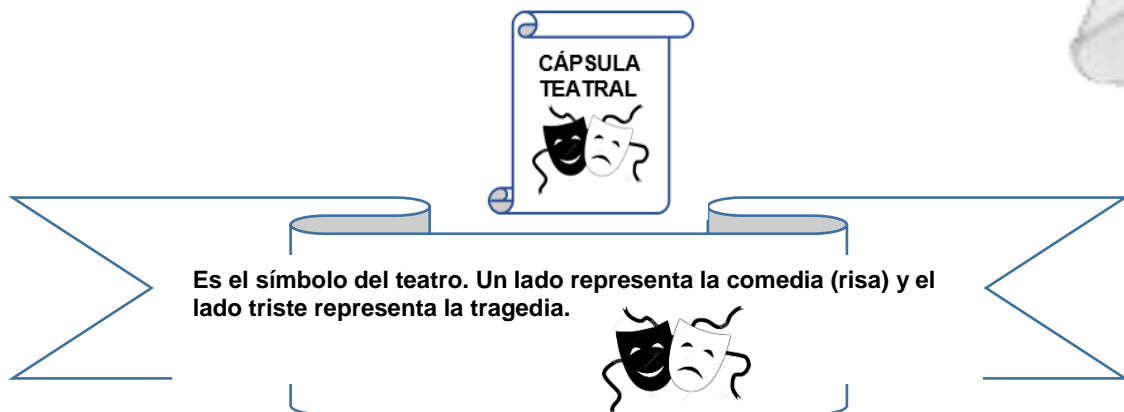 CÁPSULA
TEATRAL
Es el símbolo del teatro. Un lado representa la comedia (risa) y el
lado triste representa la tragedia.